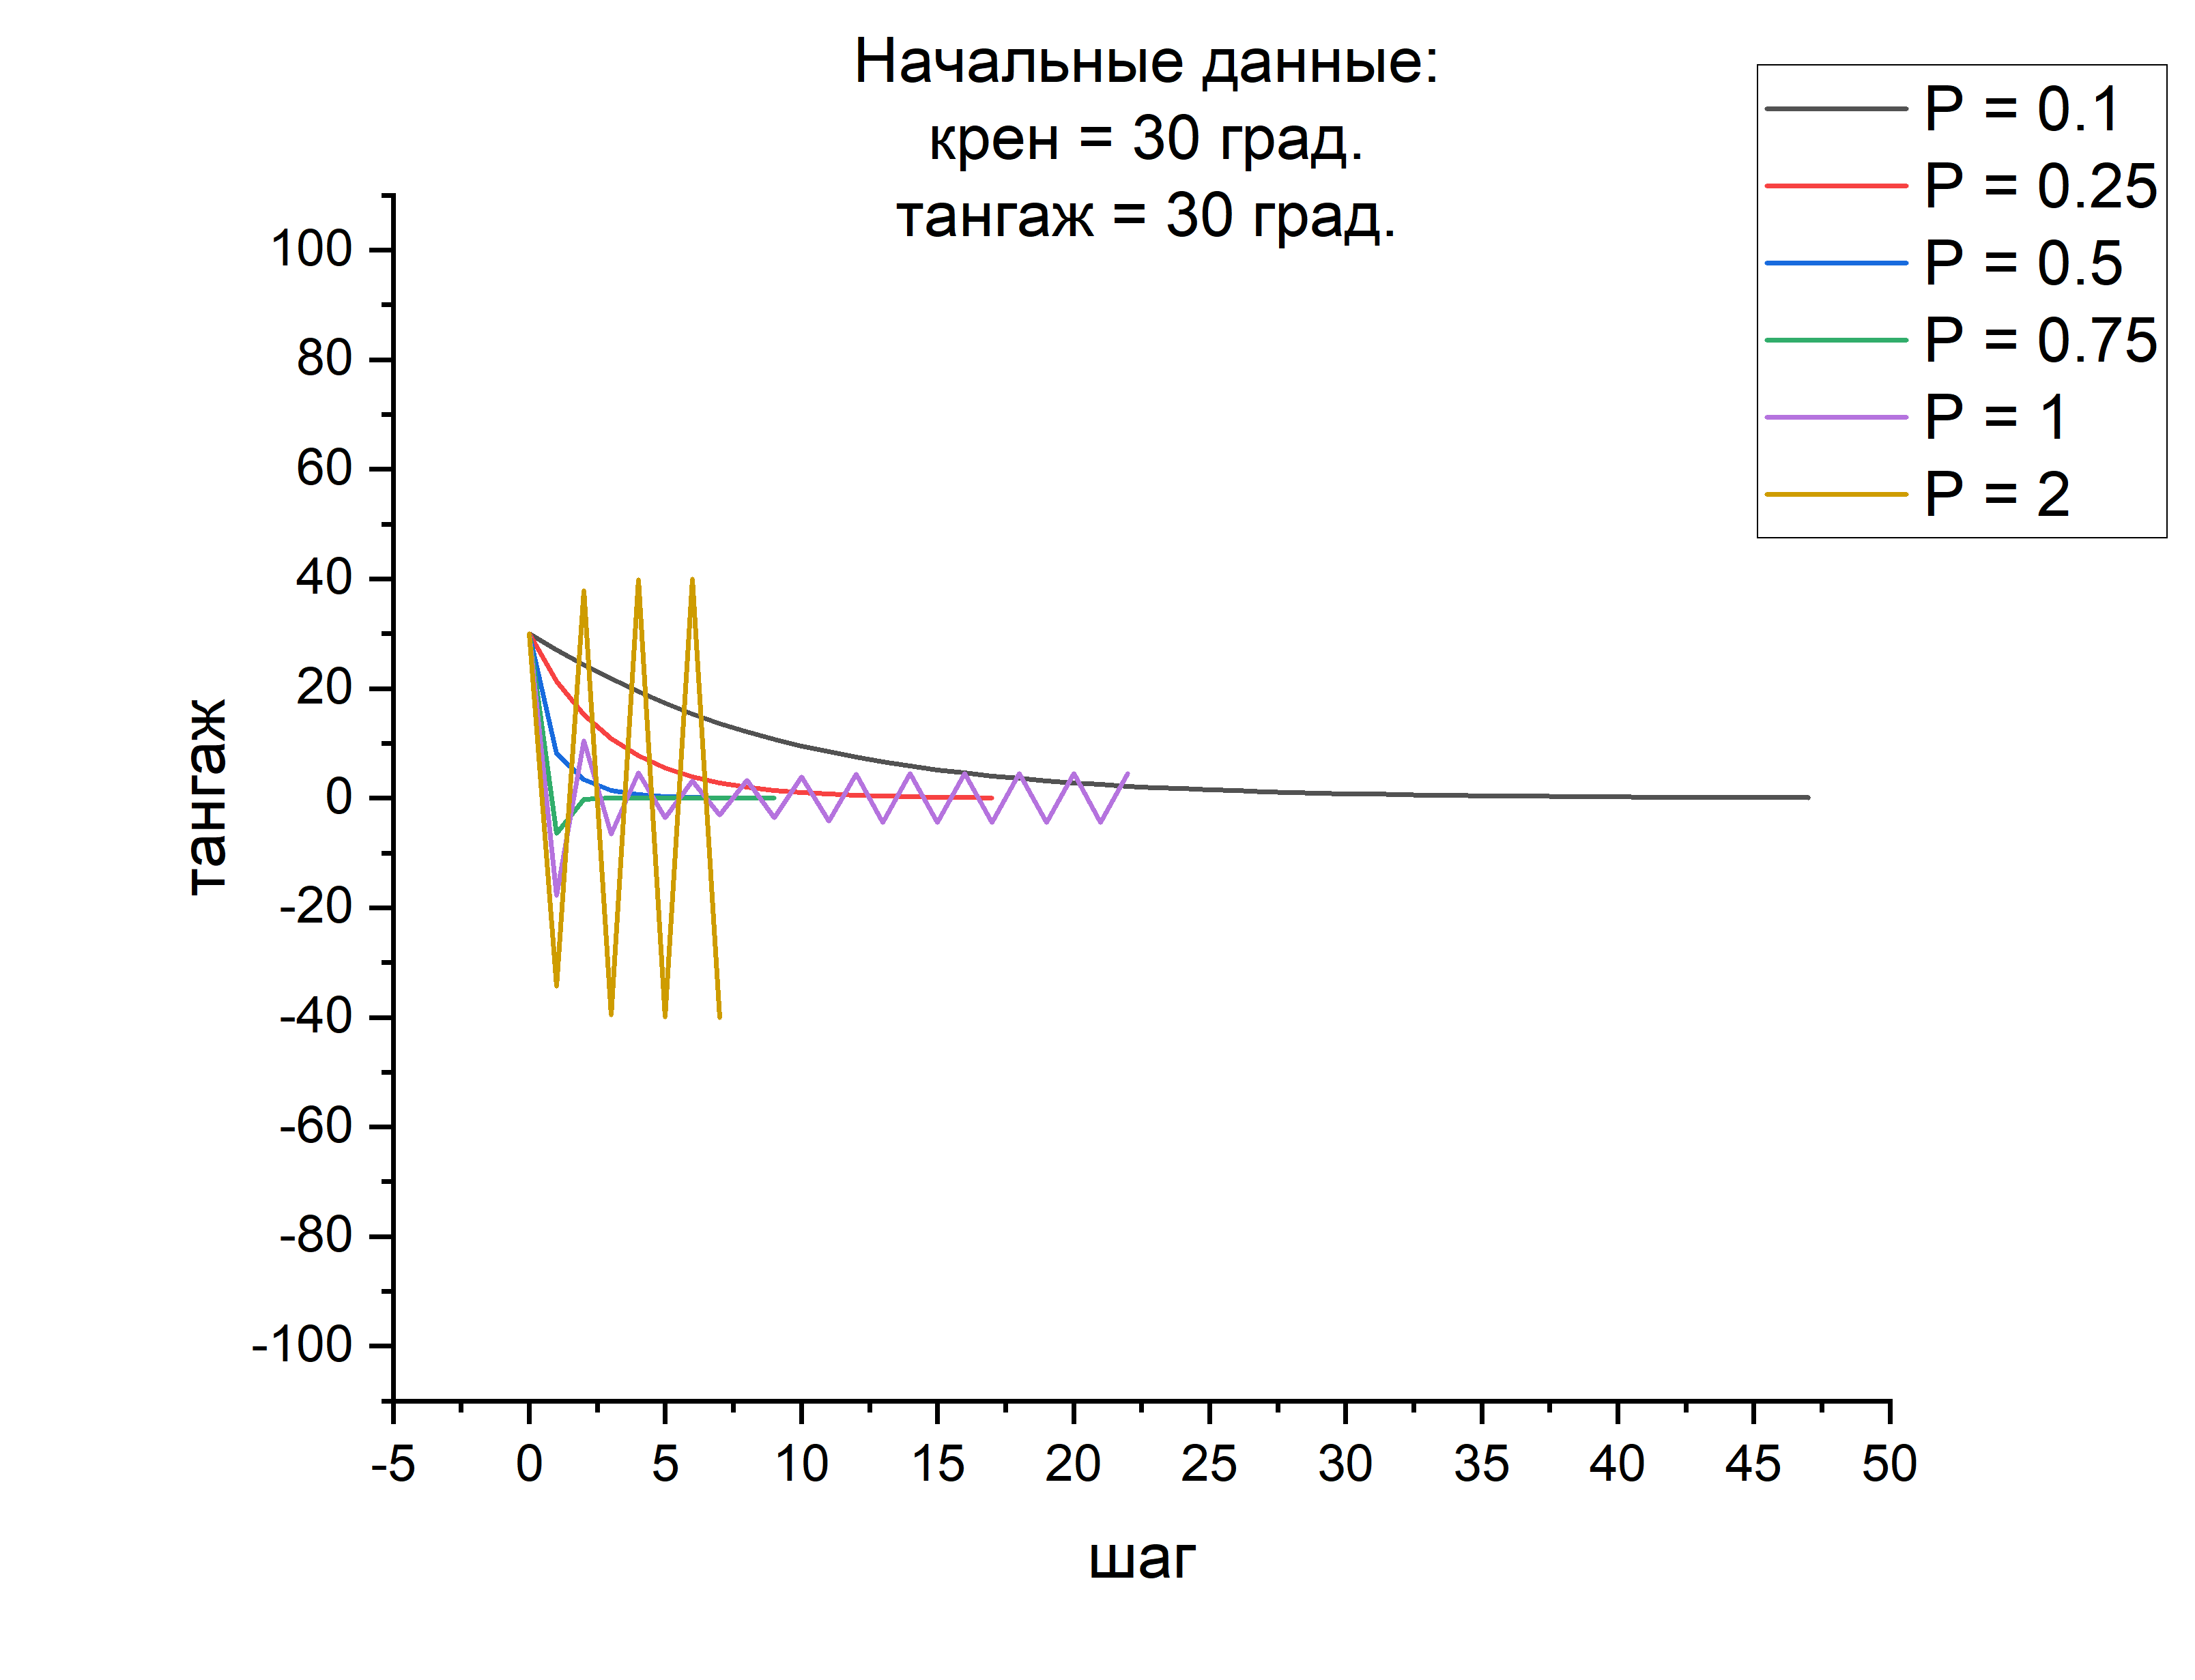 Начальные данные:
крен = 30 град.
тангаж = 30 град.
P = 0.1
P = 0.25
P = 0.5
P = 0.75
P = 1
P = 2
100
80
60
40
20
0
-20
-40
-60
-80
-100
тангаж
-5 0 5 10 15 20 25 30 35 40 45 50
шаг